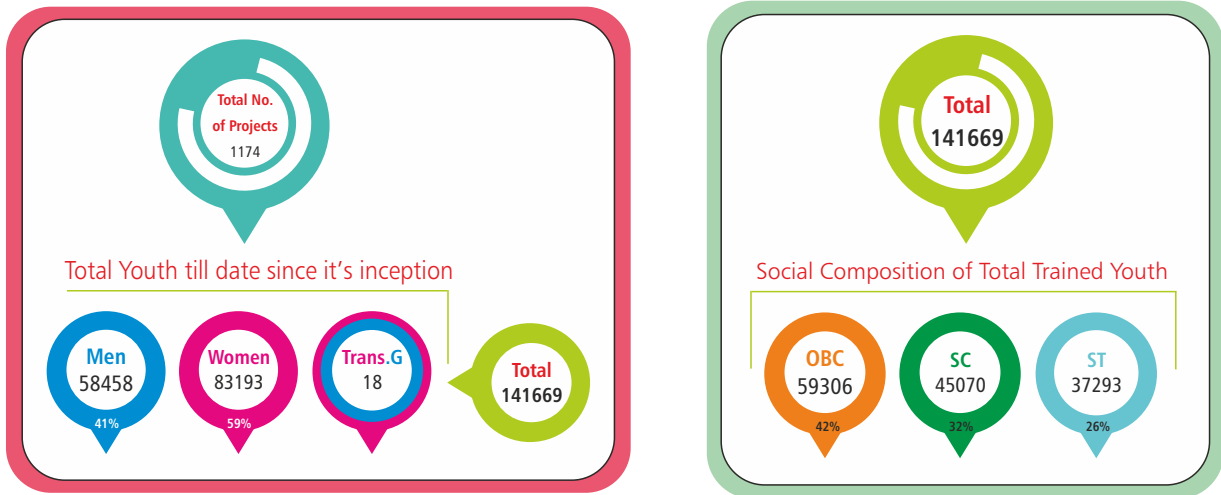 Total No.
of Projects
1174
Total Youth till date since it's inception
Men
58458
41%
Women
83193
59%
Trans.G
18
Total
141669
Total
141669
Social Composition of Total Trained Youth
OBC
59306
42%
SC
45070
32%
ST
37293
26%